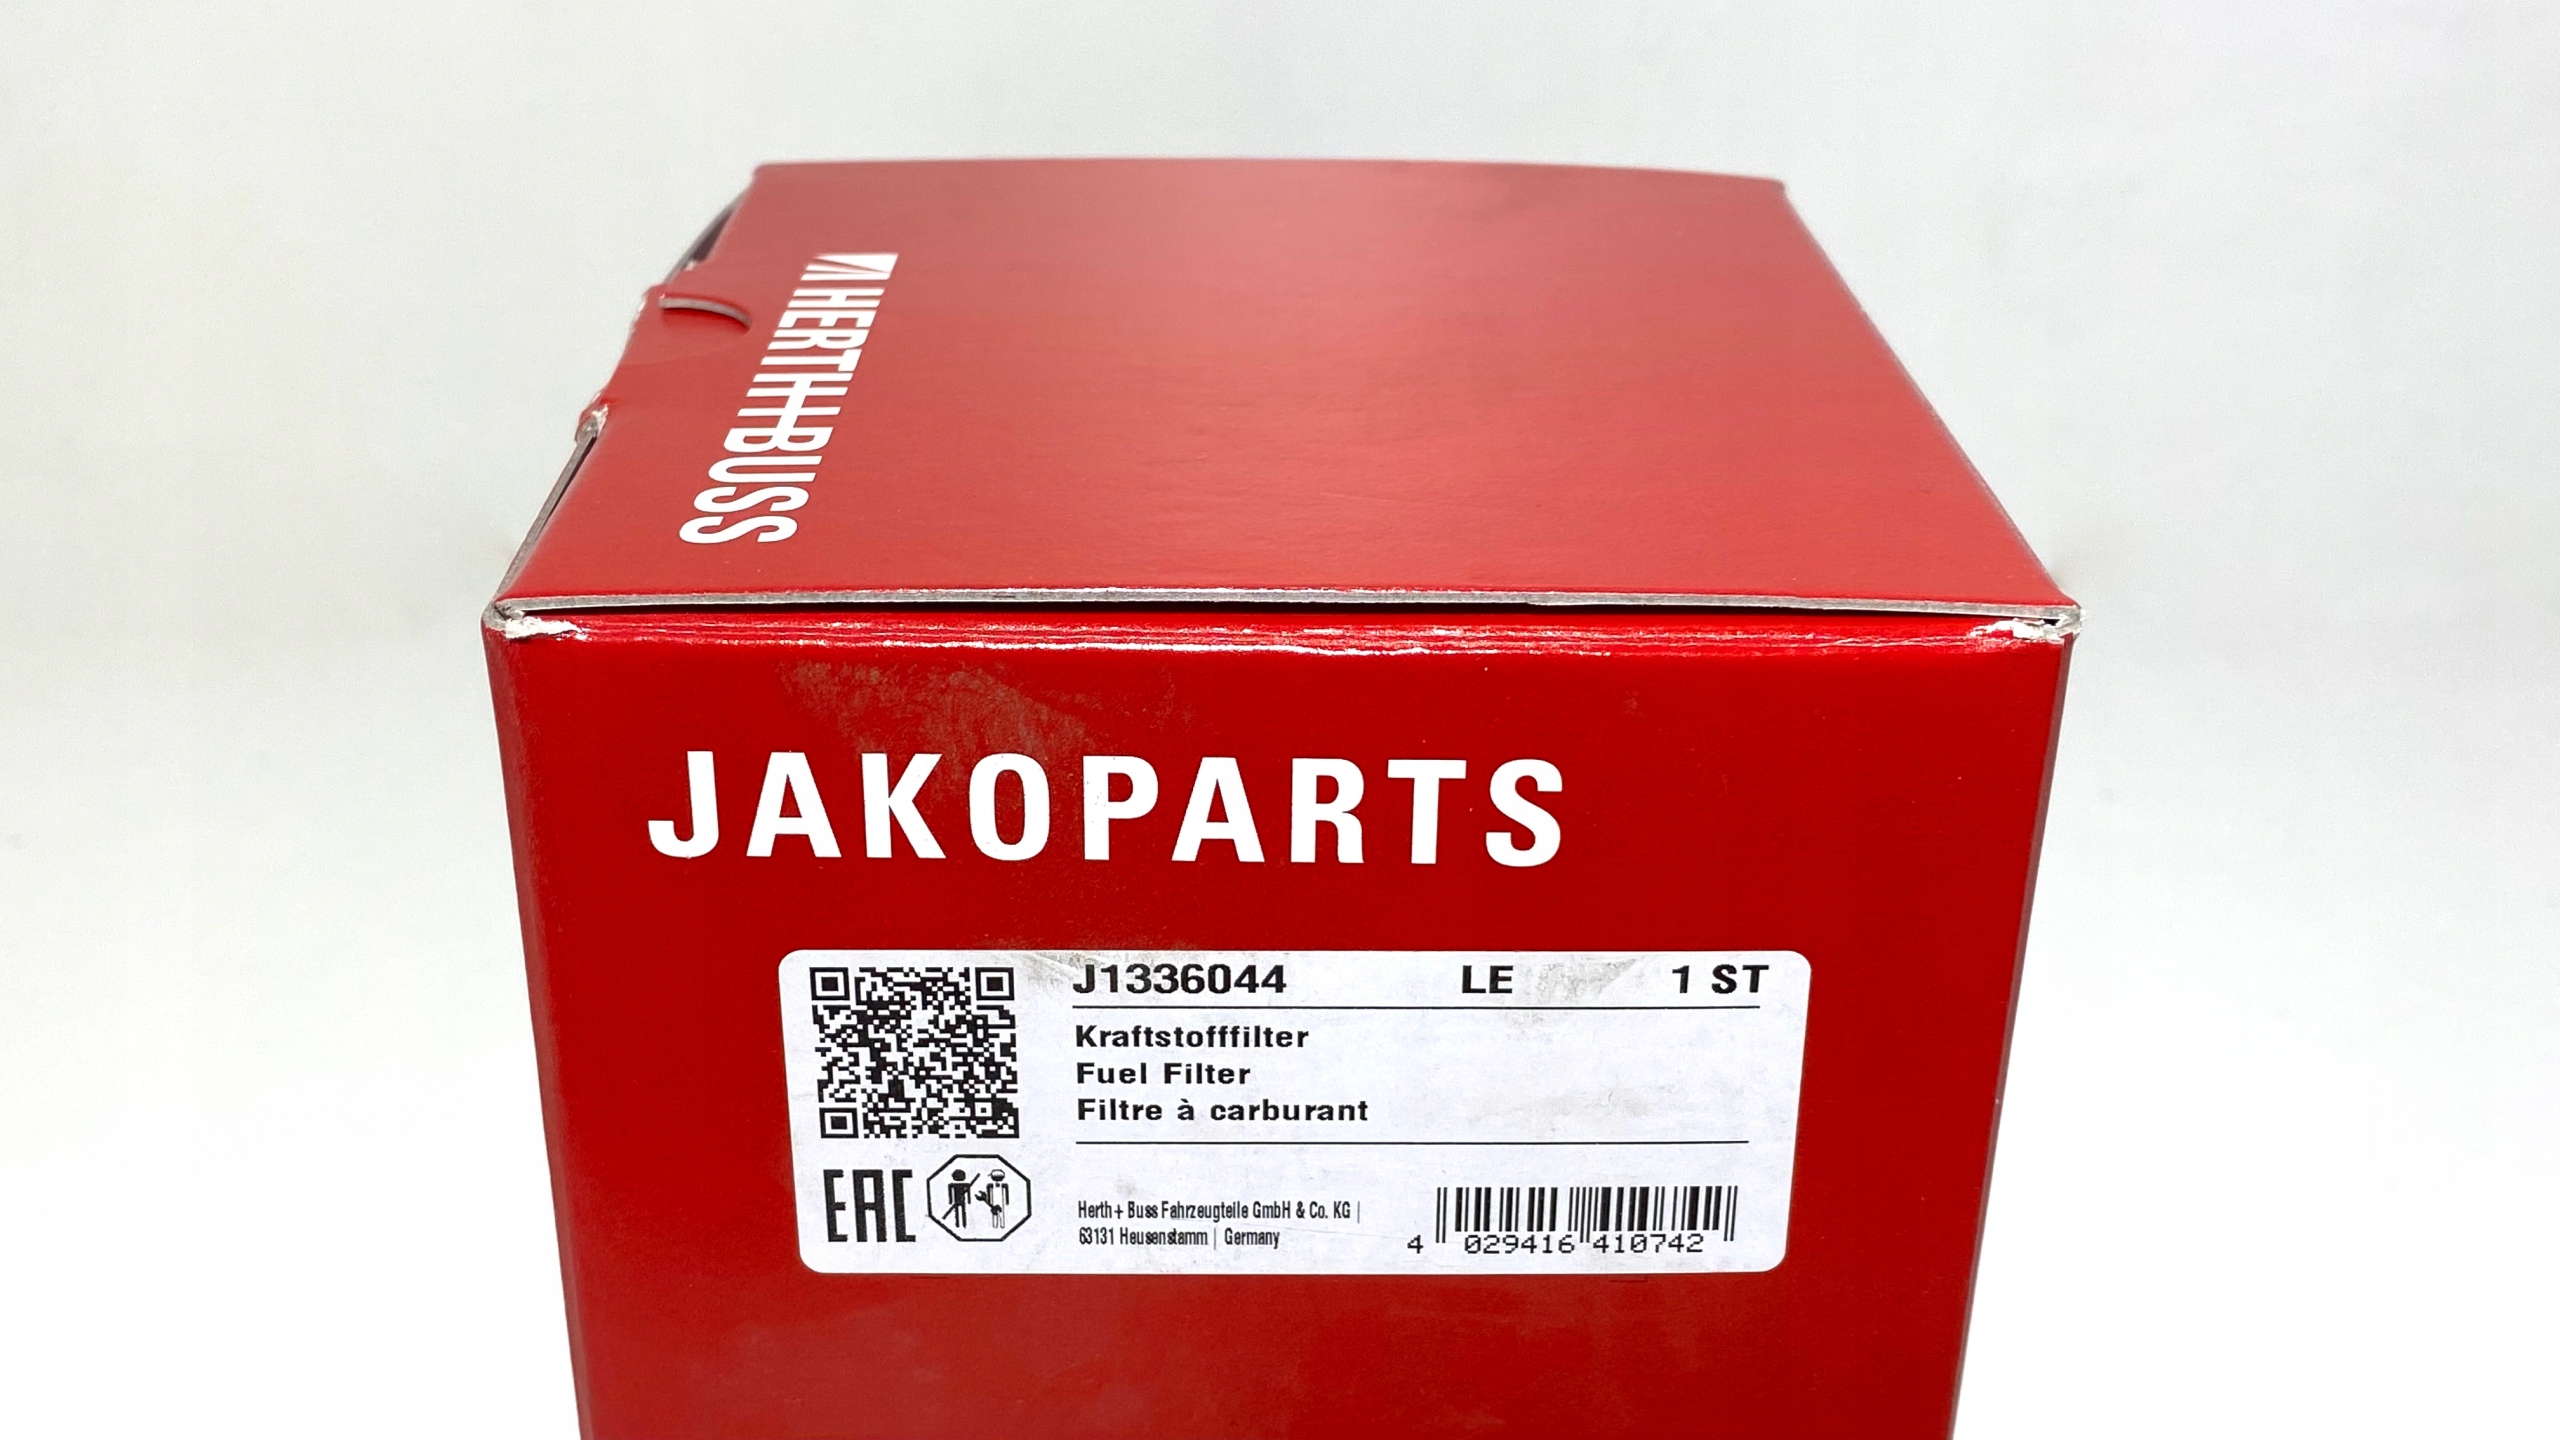 HERTH+BUSS
JAKOPARTS
J1336044 LE 1 ST
Kraftstofffilter
Fuel Filter
Filtre à carburant
EAC
Herth+Buss Fahrzeugteile GmbH & Co. KG |
63131 Heusenstamm | Germany
4 029416 410742